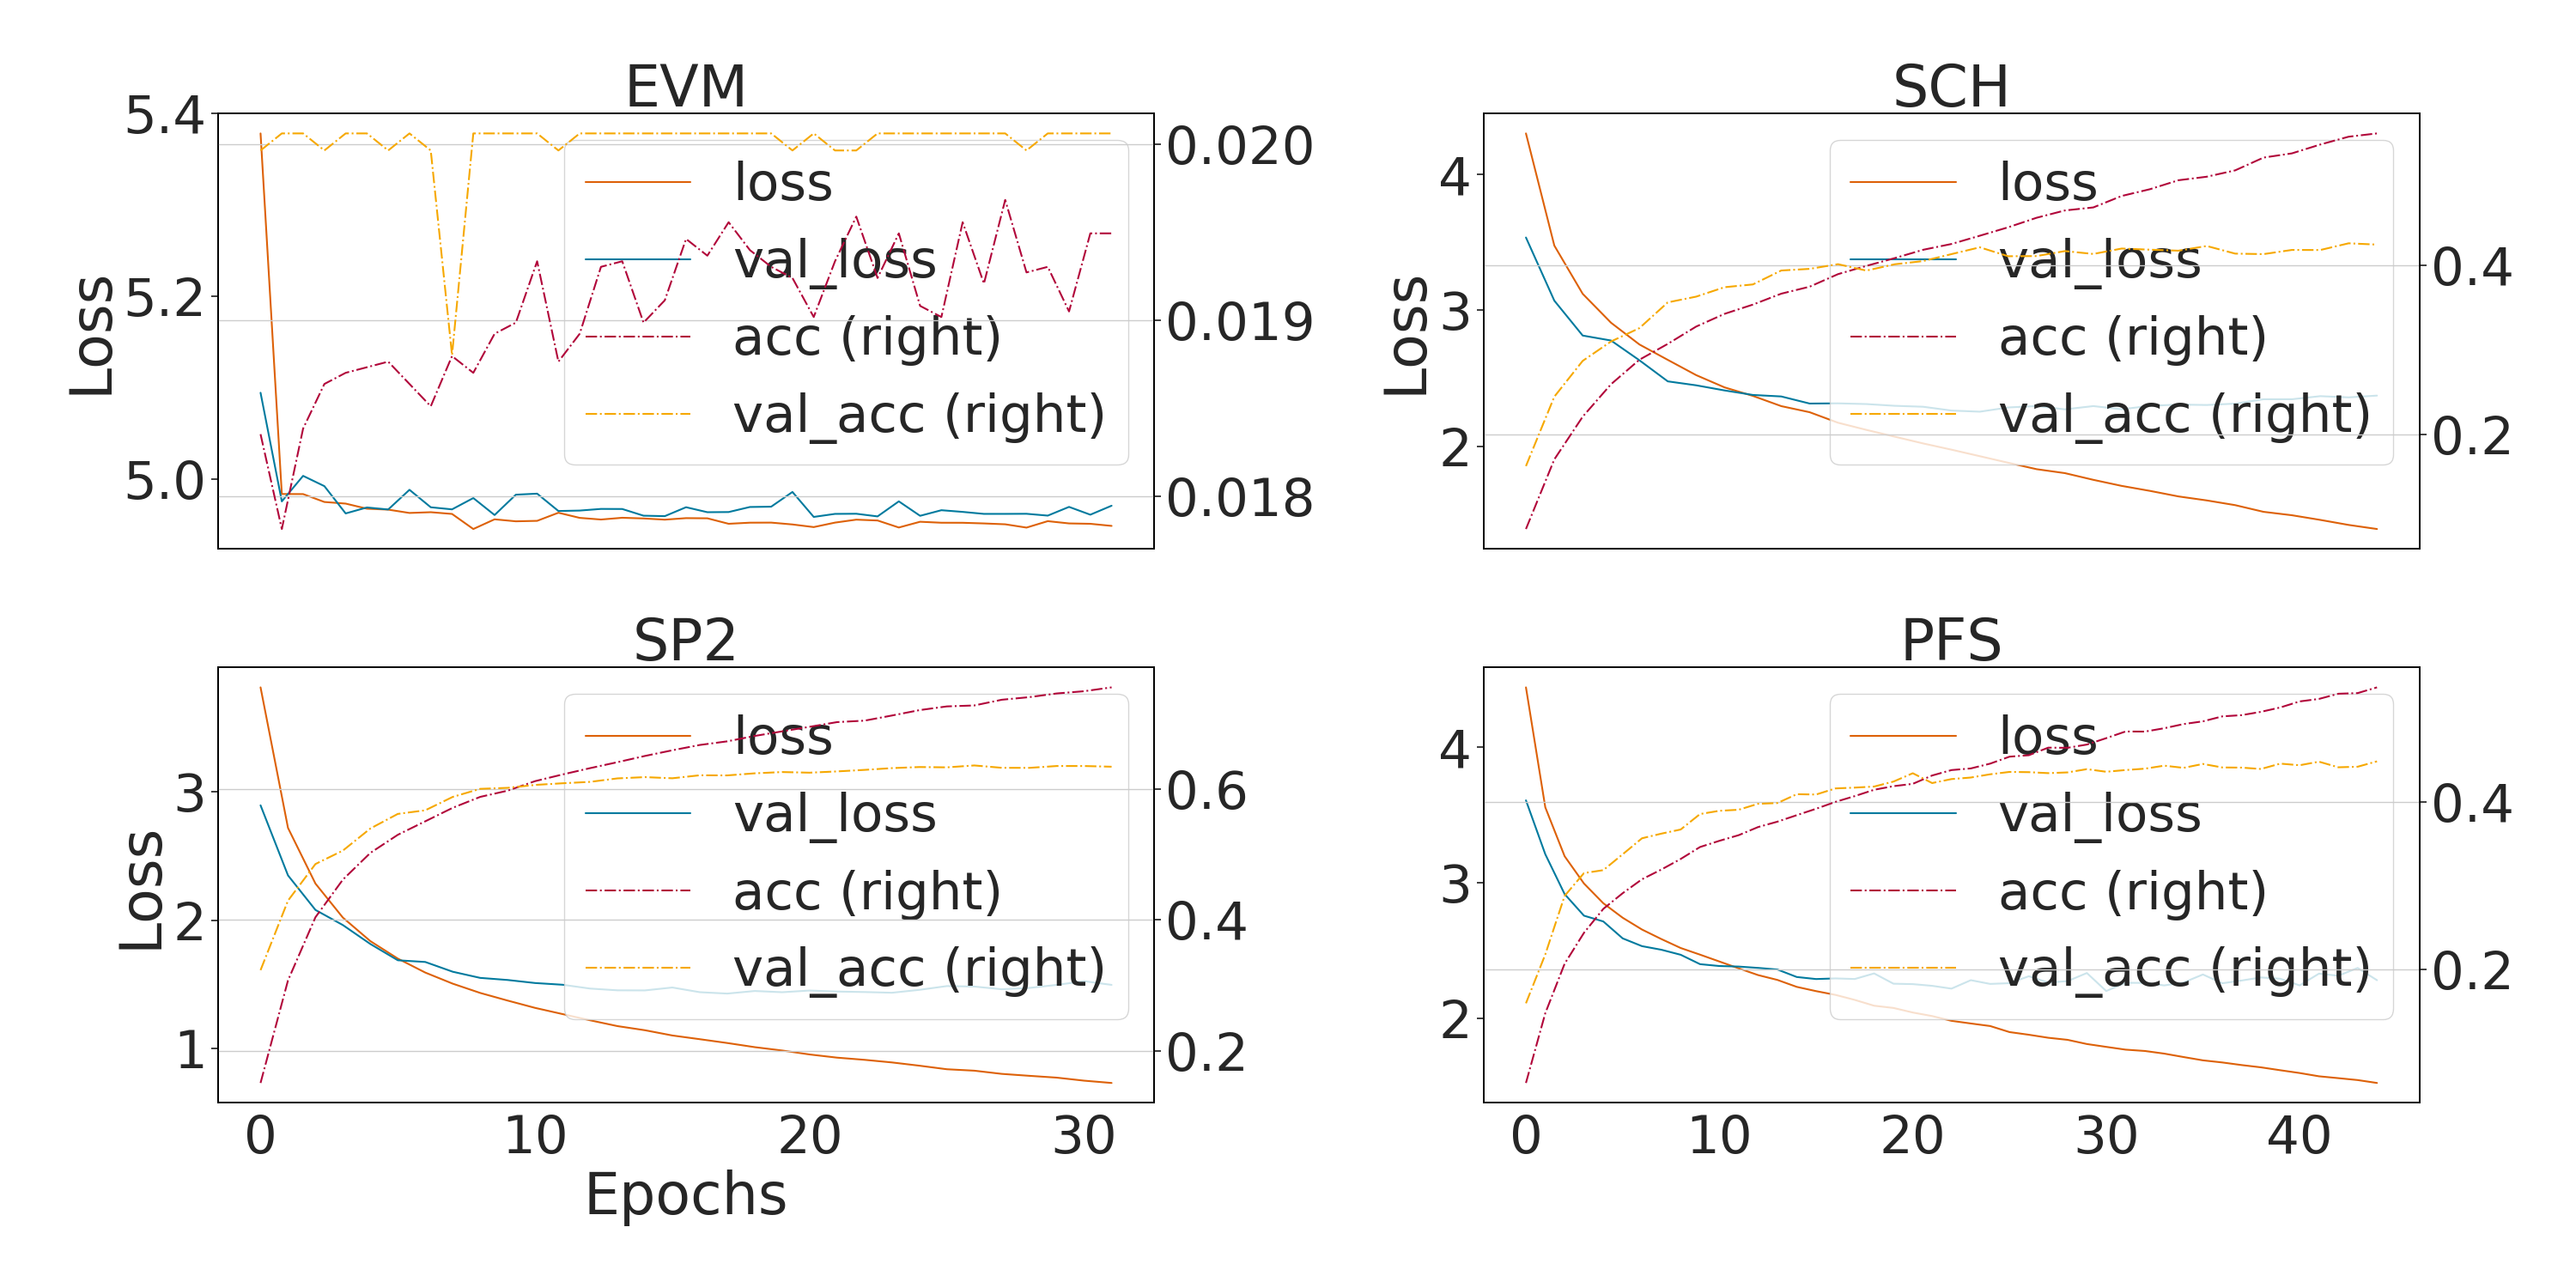 EVM
5.4
5.2
5.0
Loss
0.020
0.019
0.018
loss
val_loss
acc (right)
val_acc (right)
SCH
4
3
2
Loss
0.4
0.2
loss
val_loss
acc (right)
val_acc (right)
SP2
3
2
1
Loss
0.6
0.4
0.2
loss
val_loss
acc (right)
val_acc (right)
0 10 20 30
Epochs
PFS
4
3
2
0.4
0.2
loss
val_loss
acc (right)
val_acc (right)
0 10 20 30 40